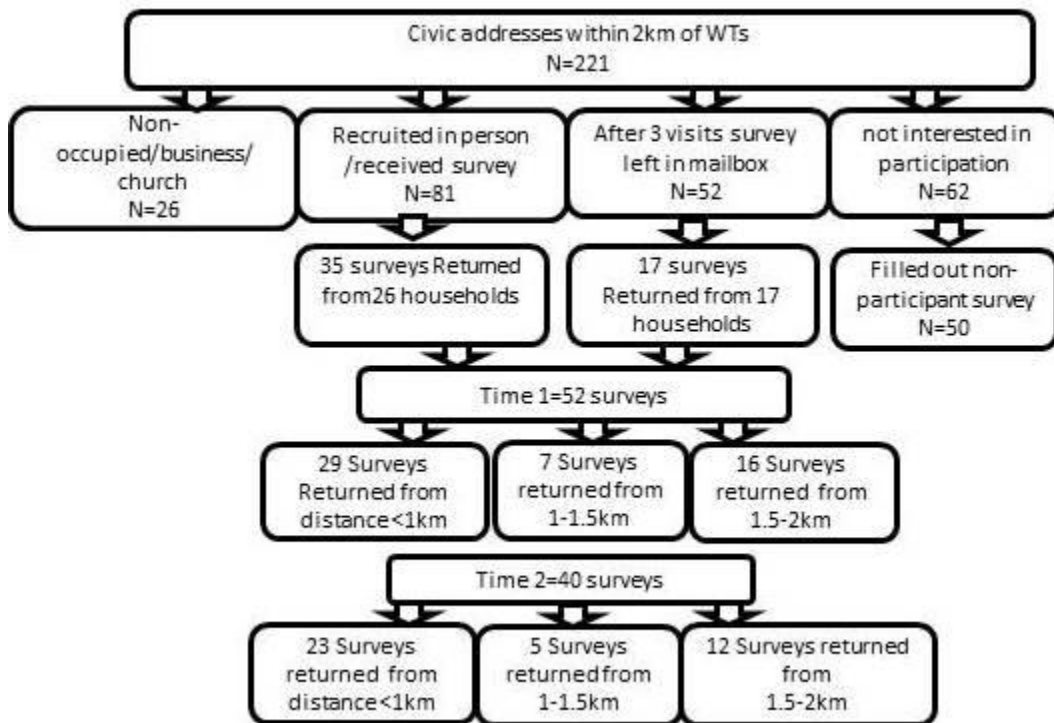 Civic addresses within 2km of WTs
N=221
Non-
occupied/business/
church
N=26
Recruited in person
/received survey
N=81
After 3 visits survey
left in mailbox
N=52
not interested in
participation
N=62
35 surveys Returned
from26 households
17 surveys
Returned from 17
households
Filled out non-
participant survey
N=50
Time 1=52 surveys
29 Surveys
Returned from
distance<1km
7 Surveys
returned from
1-1.5km
16 Surveys
returned from
1.5-2km
Time 2=40 surveys
23 Surveys
returned from
distance<1km
5 Surveys
returned from
1-1.5km
12 Surveys returned
from
1.5-2km